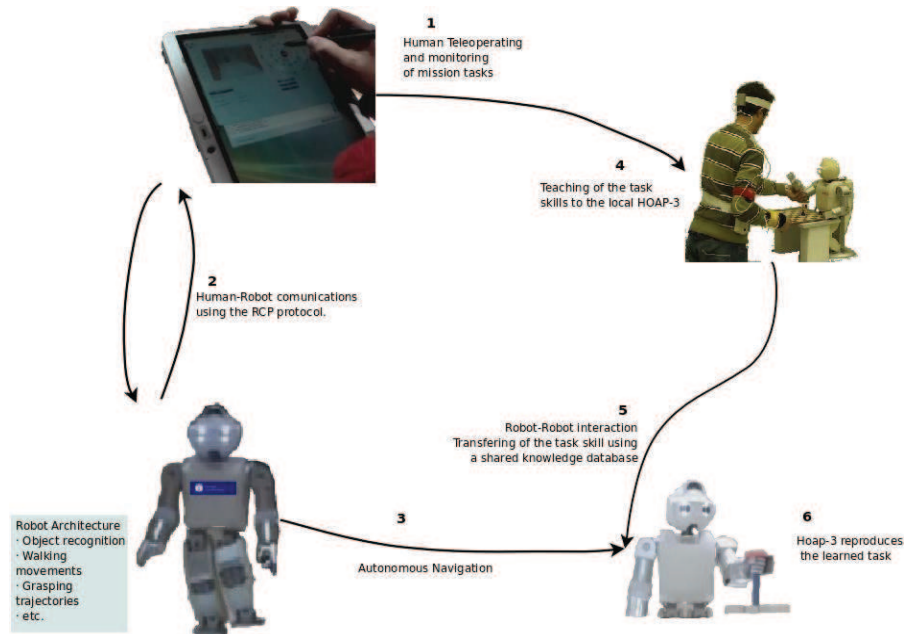 1
Human Teleoperating
and monitoring
of mission tasks
4
Teaching of the task
skills to the local HOAP-3
2
Human-Robot comunications
using the RCP protocol.
5
Robot-Robot interaction
Transfering of the task skill using
a shared knowledge database
3
Autonomous Navigation
6
Hoap-3 reproduces
the learned task
Robot Architecture
· Object recognition
· Walking
movements
· Grasping
trajectories
· etc.